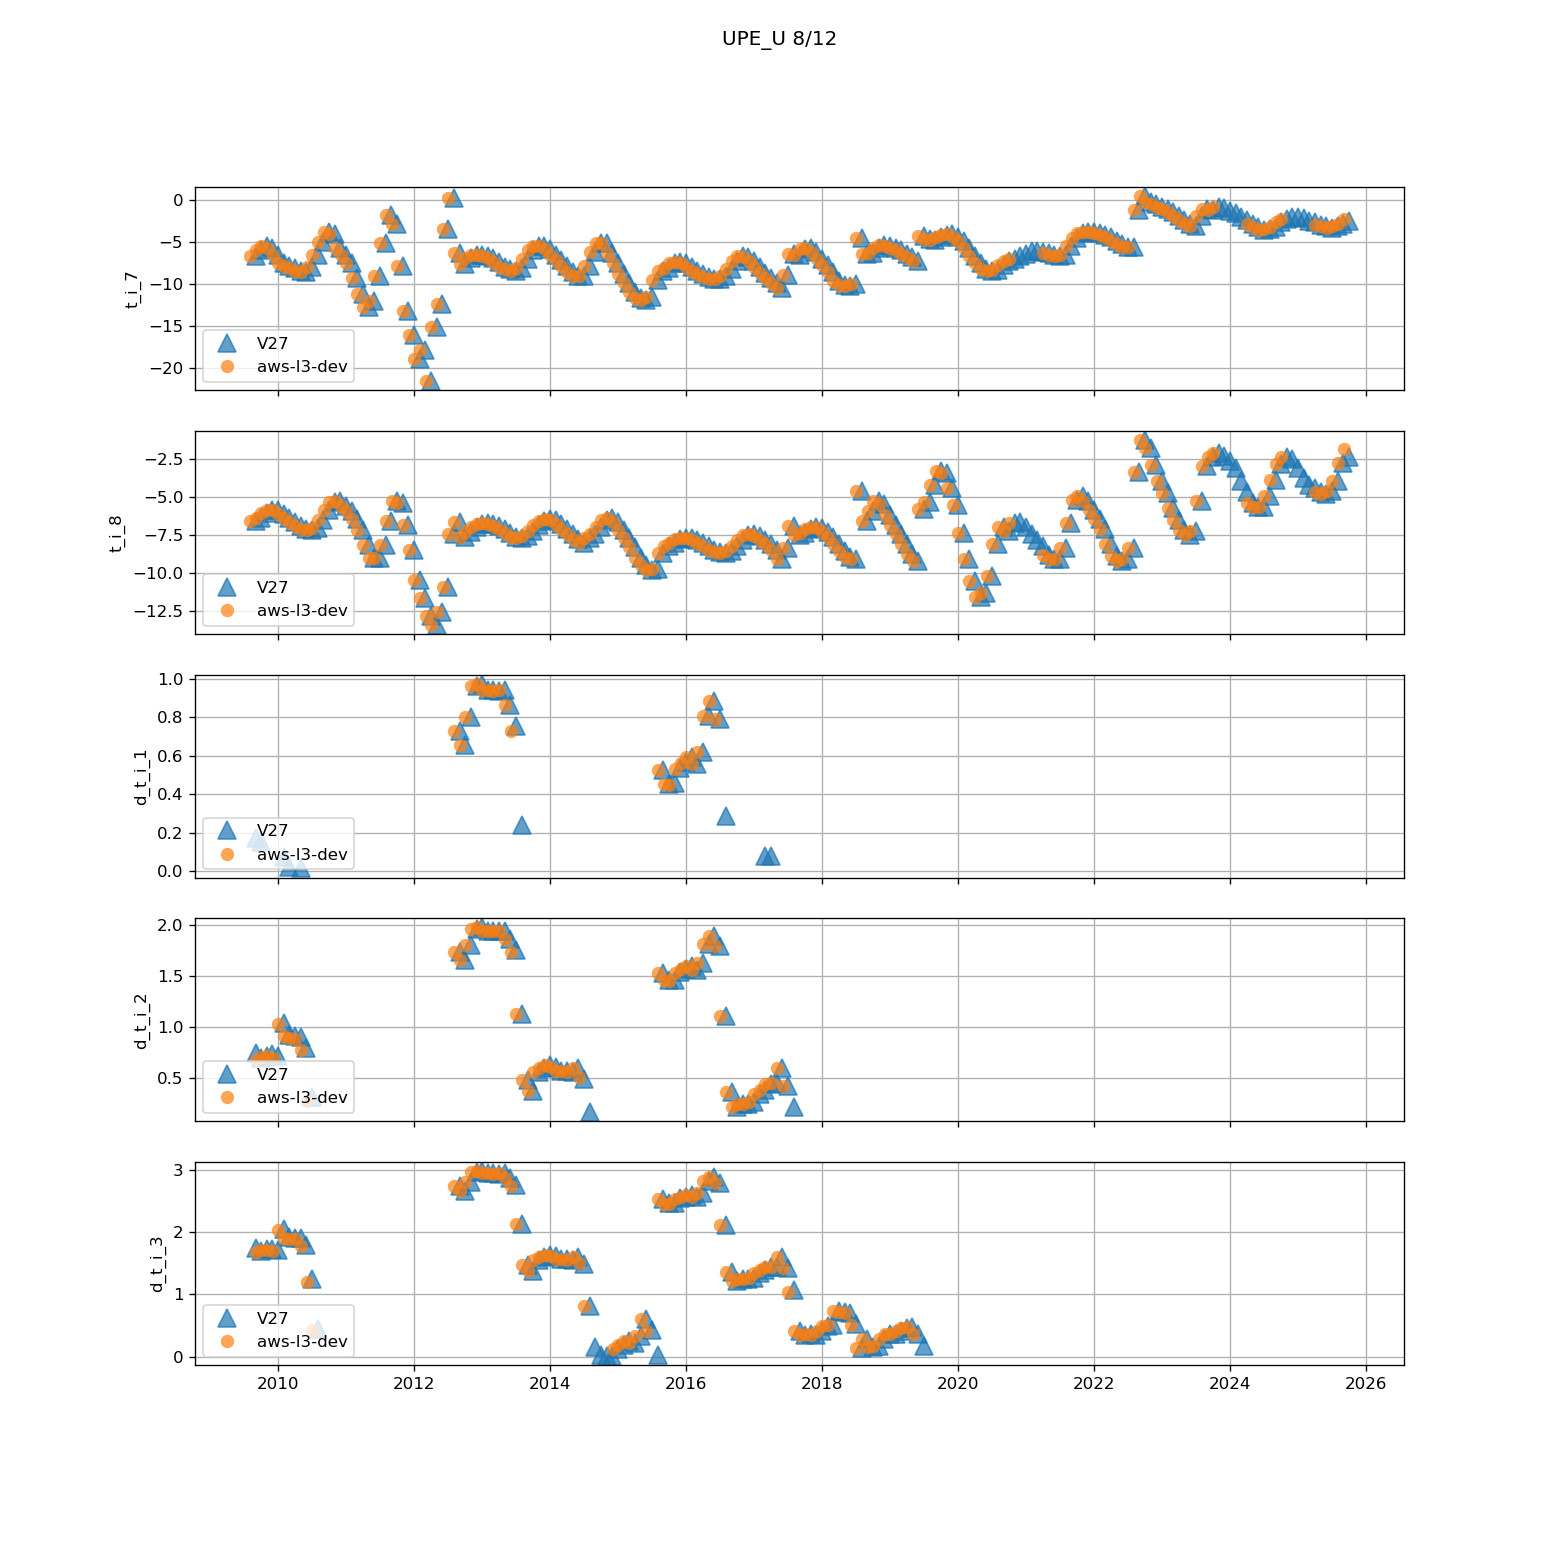 UPE_U 8/12
0
−5
−10
−15
−20
t_i_7
V27
aws-l3-dev
−2.5
−5.0
−7.5
−10.0
−12.5
t_i_8
V27
aws-l3-dev
1.0
0.8
0.6
0.4
0.2
0.0
d_t_i_1
V27
aws-l3-dev
2.0
1.5
1.0
0.5
d_t_i_2
V27
aws-l3-dev
3
2
1
0
d_t_i_3
V27
aws-l3-dev
2010 2012 2014 2016 2018 2020 2022 2024 2026